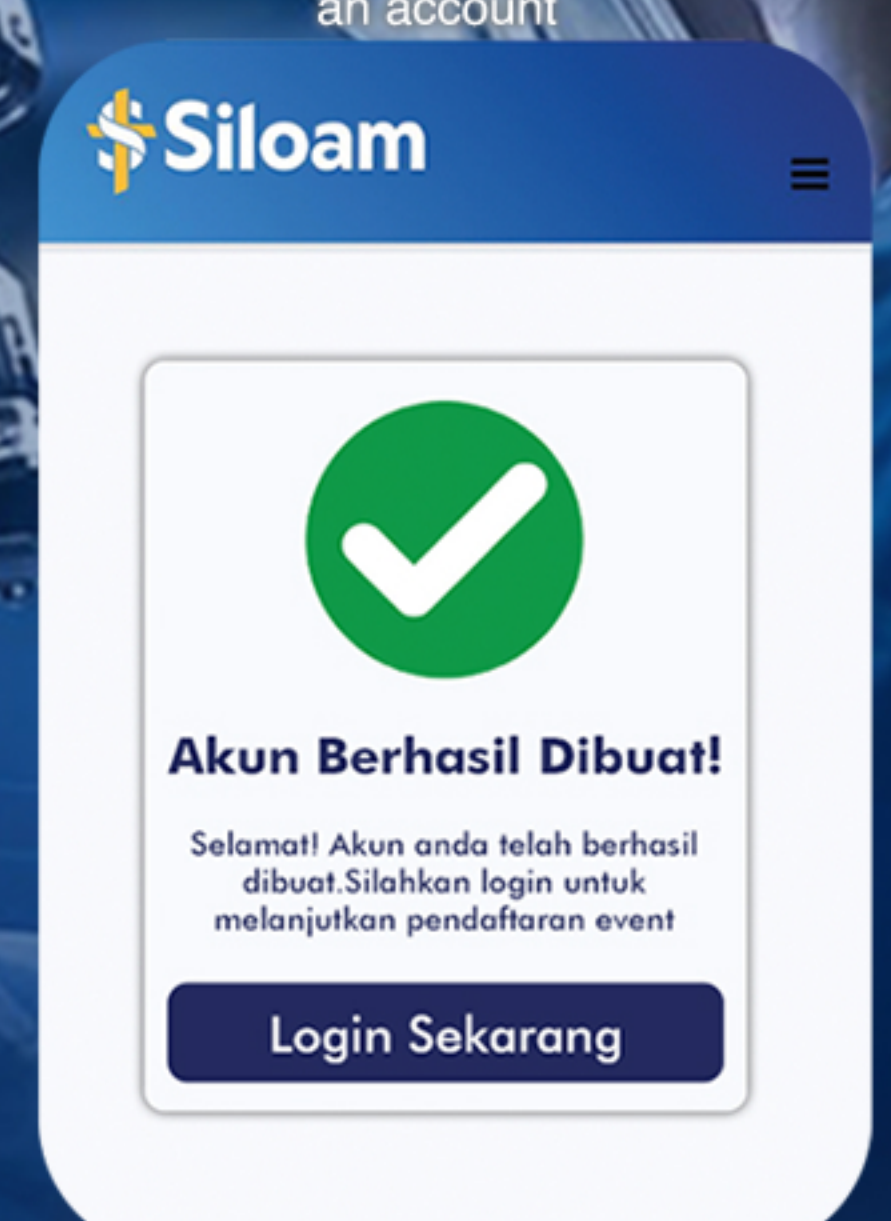 an account
Siloam
Akun Berhasil Dibuat!
Selamat! Akun anda telah berhasil
dibuat.Silahkan login untuk
melanjutkan pendaftaran event
Login Sekarang